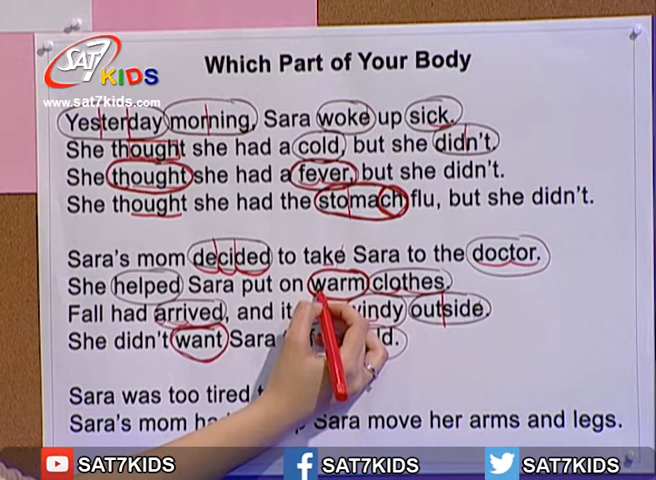 SAT7 KIDS
www.sat7kids.com
Which Part of Your Body
Yesterday morning, Sara woke up sick.
She thought she had a cold, but she didn't.
She thought she had a fever, but she didn't.
She thought she had the stomach flu, but she didn't.
Sara's mom decided to take Sara to the doctor.
She helped Sara put on warm clothes.
Fall had arrived, and it windy outside.
She didn't want Sara
Sara was too tired
Sara's mom Sara move her arms and legs.
SAT7KIDS SAT7KIDS SAT7KIDS